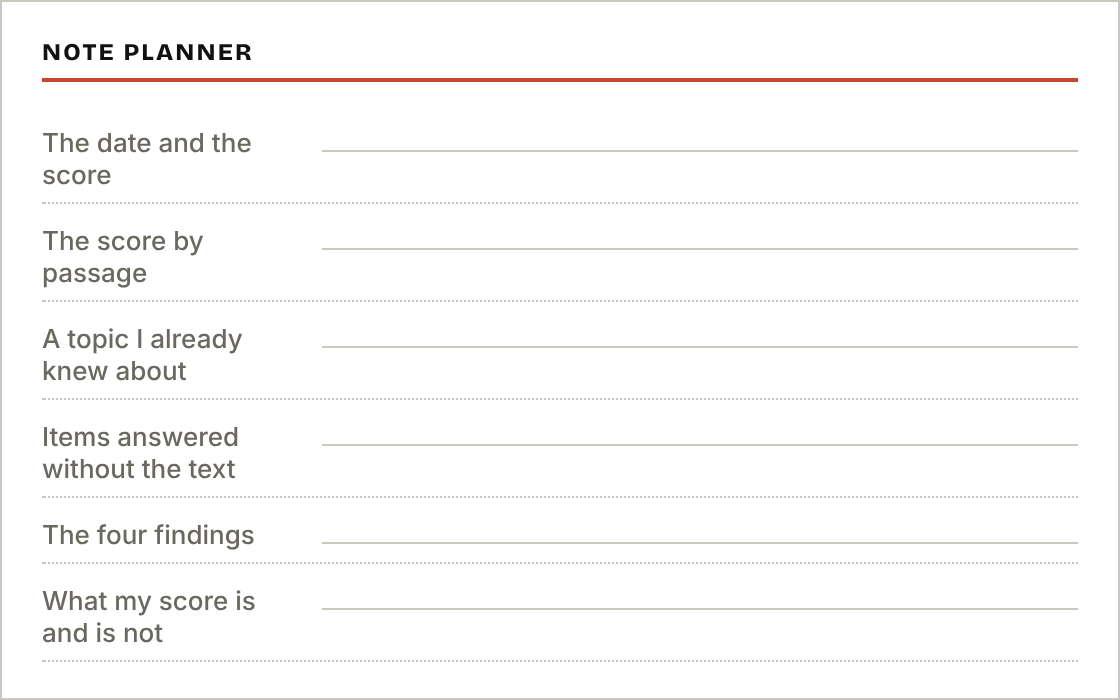 NOTE PLANNER
The date and the
score
The score by
passage
A topic I already
knew about
Items answered
without the text
The four findings
What my score is
and is not